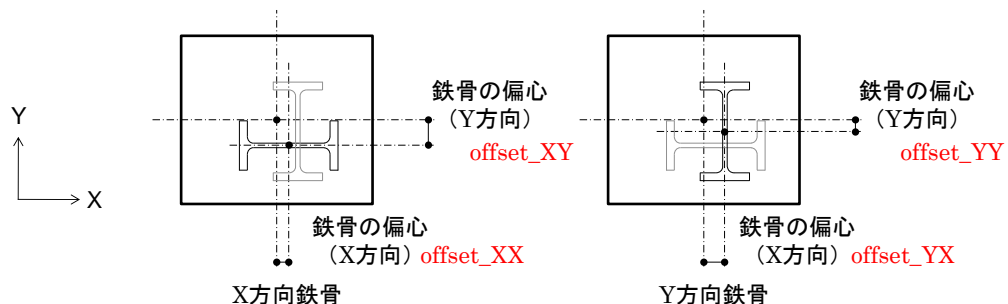 Y
X
鉄骨の偏心
（Y方向）
offset_XY
鉄骨の偏心
（X方向）offset_XX
X方向鉄骨
鉄骨の偏心
（Y方向）
offset_YY
鉄骨の偏心
（X方向）offset_YX
Y方向鉄骨